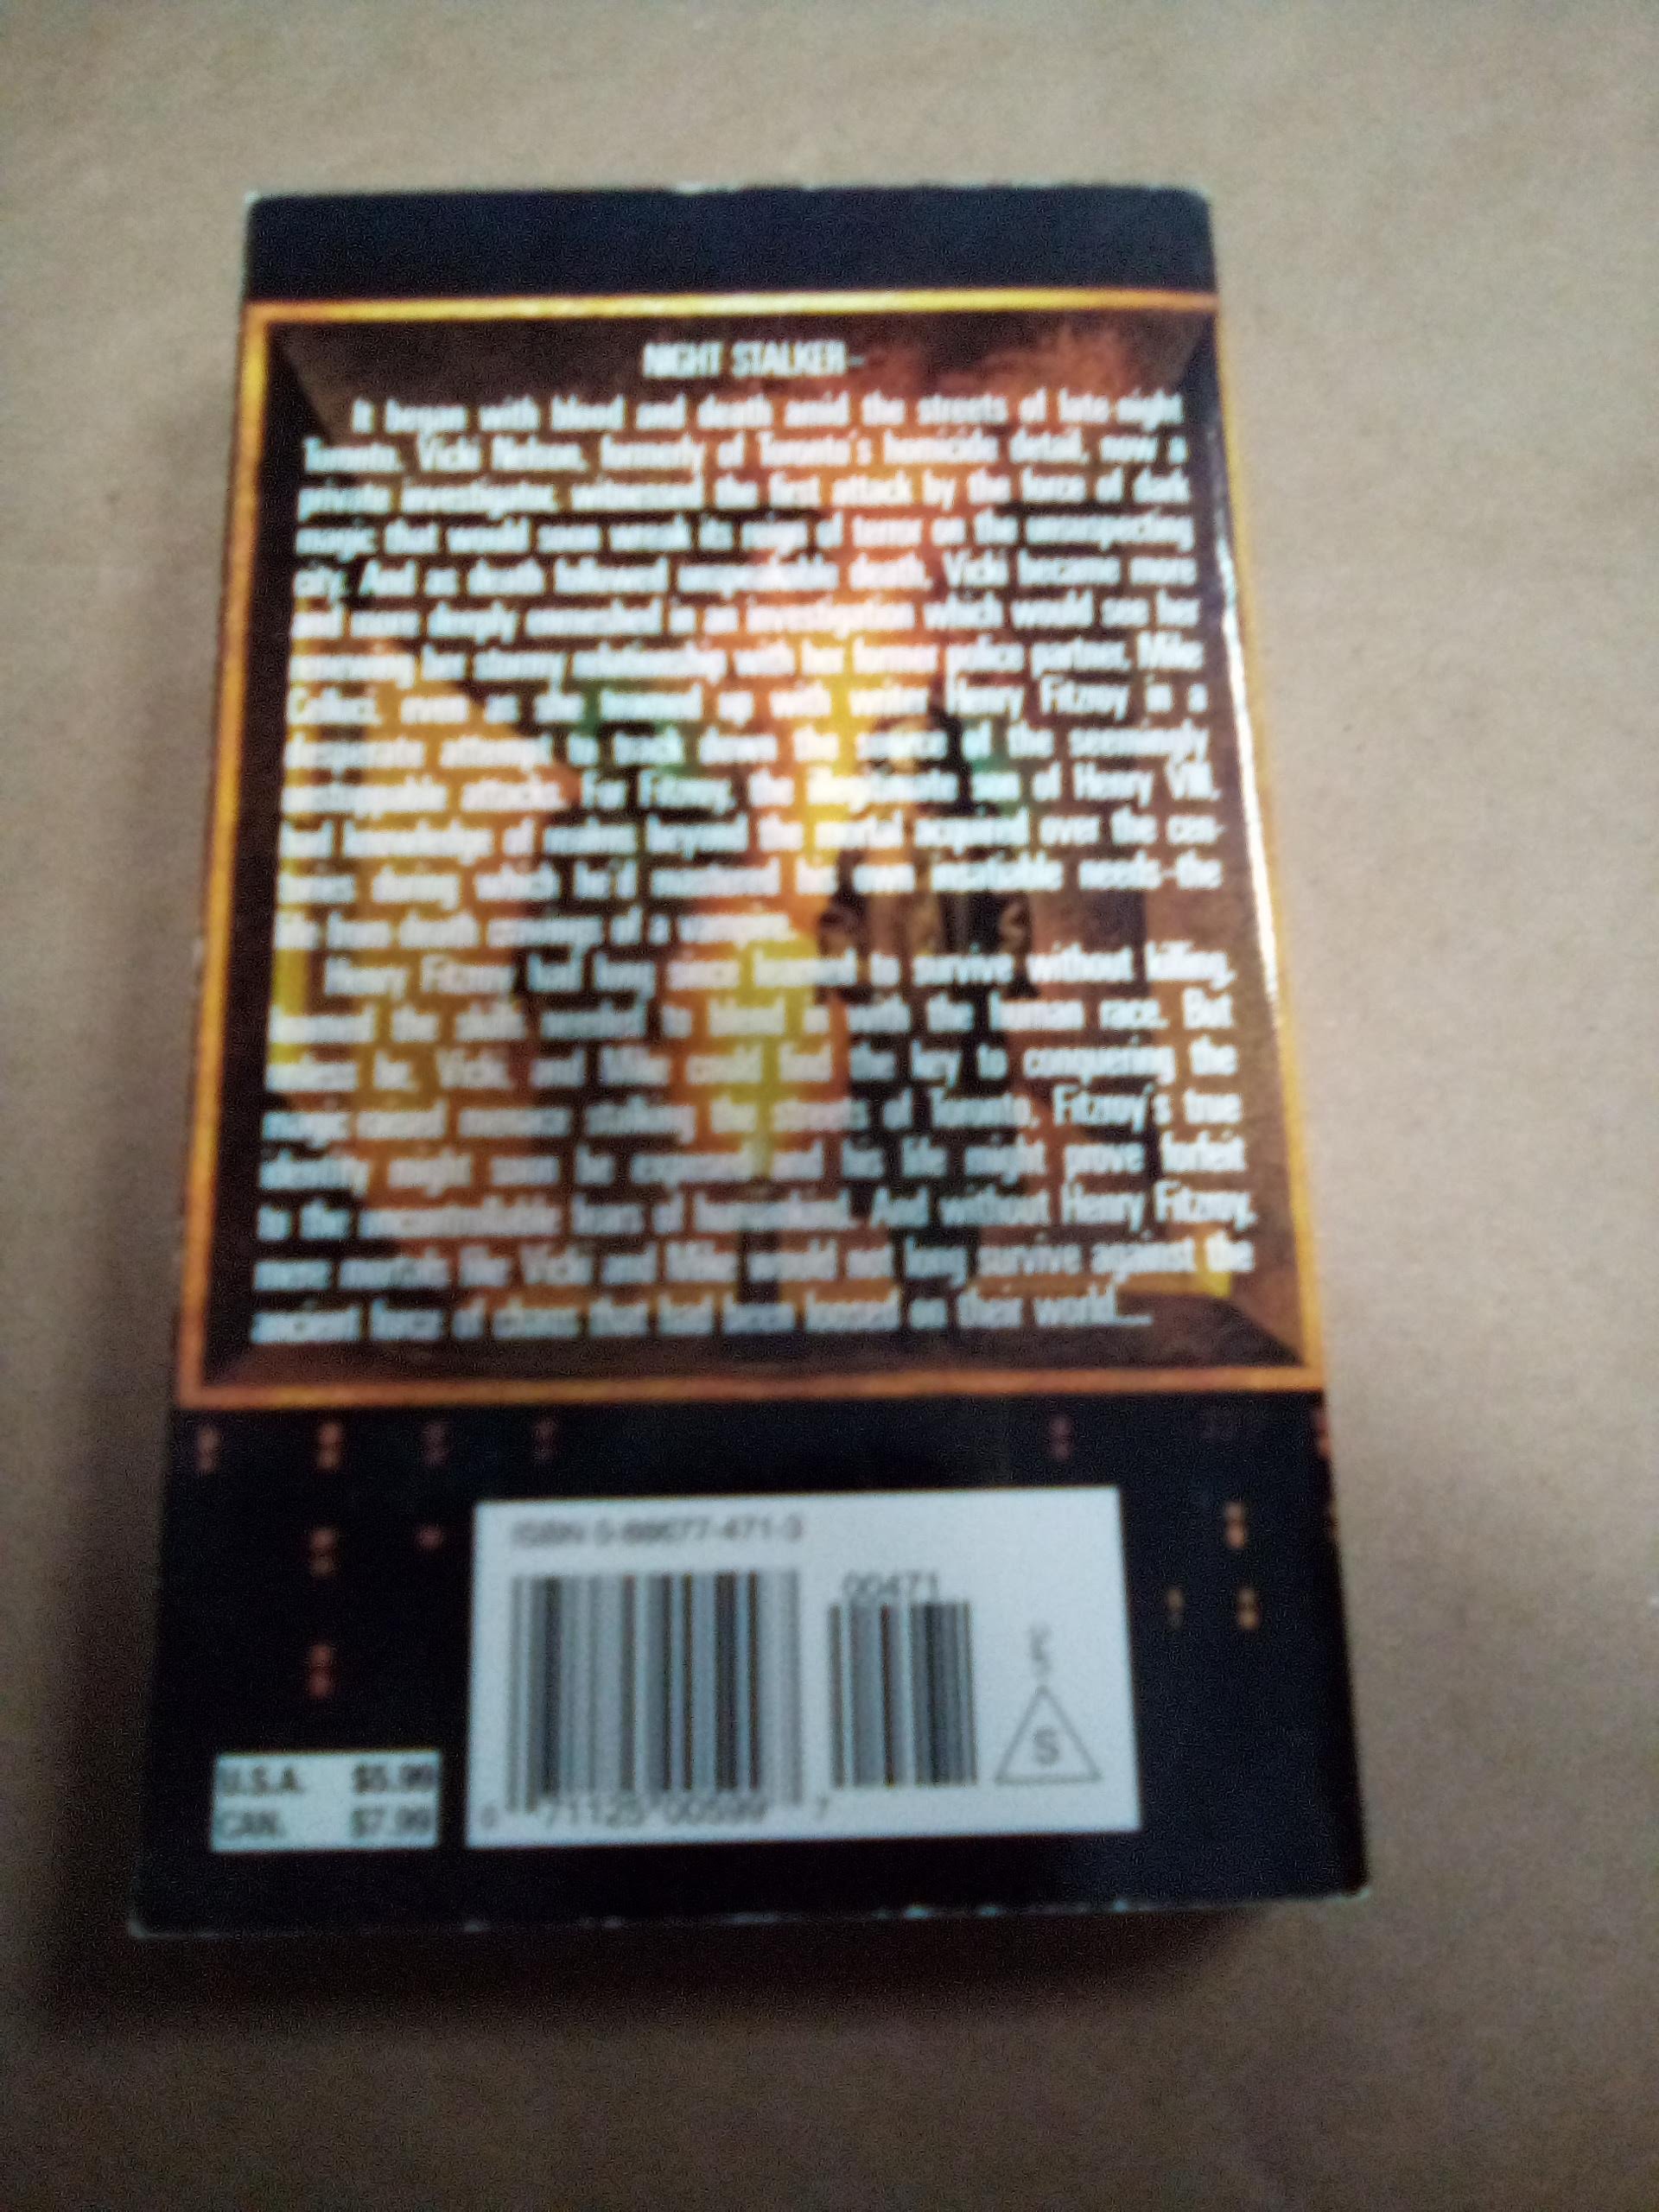 NIGHT STALKER—
It began with blood and death amid the streets of late-night
Toronto. Vicki Nelson, formerly of Toronto's homicide detail, now a
private investigator, witnessed the first attack by the force of dark
magic that would soon wreak its reign of terror on the unsuspecting
city. And as death followed unspeakable death, Vicki became more
and more deeply enmeshed in an investigation which would see her
renewing her stormy relationship with her former police partner, Mike
Celluci, even as she teamed up with writer Henry Fitzroy in a
desperate attempt to track down the source of the seemingly
unstoppable attacks. For Fitzroy, the illegitimate son of Henry VIII,
had knowledge of realms beyond the mortal acquired over the cen-
turies during which he'd mastered his own insatiable needs—the
life-from-death cravings of a vampire.
Henry Fitzroy had long since learned to survive without killing,
learned the skills needed to blend in with the human race. But
unless he, Vicki, and Mike could find the key to conquering the
magic-caused menace stalking the streets of Toronto, Fitzroy's true
identity might soon be exposed and his life might prove forfeit
to the uncontrollable fears of humankind. And without Henry Fitzroy,
mere mortals like Vicki and Mike would not long survive against the
ancient force of chaos that had been loosed on their world....
ISBN 0-88677-471-3
00471
S
U.S.A. $5.99
CAN. $7.99
0 71125 00599 7